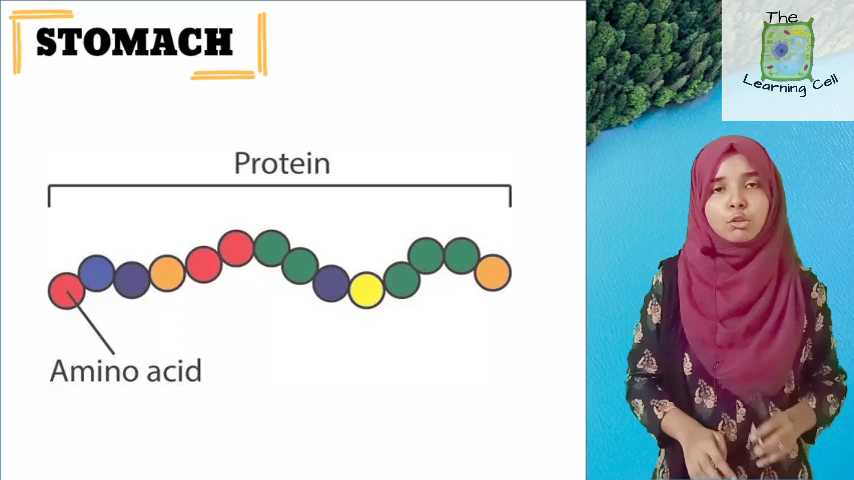 STOMACH
The
Learning Cell
Protein
Amino acid